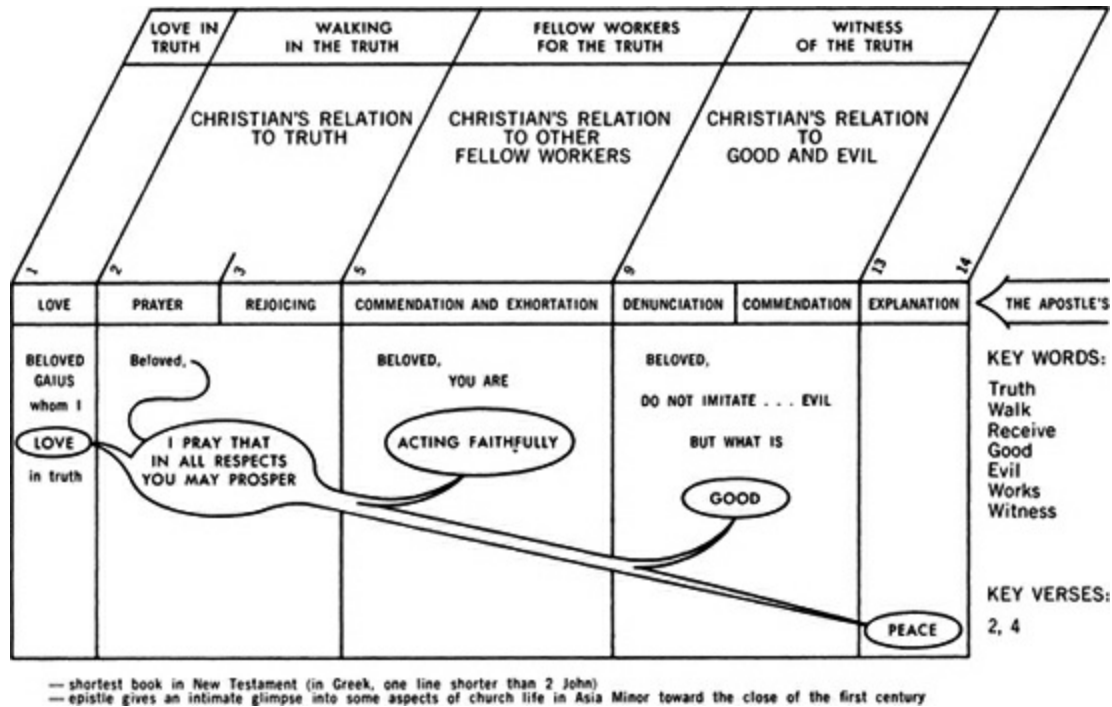 LOVE IN
TRUTH
WALKING
IN THE TRUTH
FELLOW WORKERS
FOR THE TRUTH
WITNESS
OF THE TRUTH
CHRISTIAN'S RELATION
TO TRUTH
CHRISTIAN'S RELATION
TO OTHER
FELLOW WORKERS
CHRISTIAN'S RELATION
TO
GOOD AND EVIL
1
2
3
5
9
13
14
LOVE
PRAYER
REJOICING
COMMENDATION AND EXHORTATION
DENUNCIATION
COMMENDATION
EXPLANATION
THE APOSTLE'S
BELOVED
GAIUS
whom I
LOVE
in truth
Beloved,
I PRAY THAT
IN ALL RESPECTS
YOU MAY PROSPER
BELOVED,
YOU ARE
ACTING FAITHFULLY
BELOVED,
DO NOT IMITATE . . . EVIL
BUT WHAT IS
GOOD
PEACE
KEY WORDS:
Truth
Walk
Receive
Good
Evil
Works
Witness
KEY VERSES:
2, 4
— shortest book in New Testament (in Greek, one line shorter than 2 John)
— epistle gives an intimate glimpse into some aspects of church life in Asia Minor toward the close of the first century